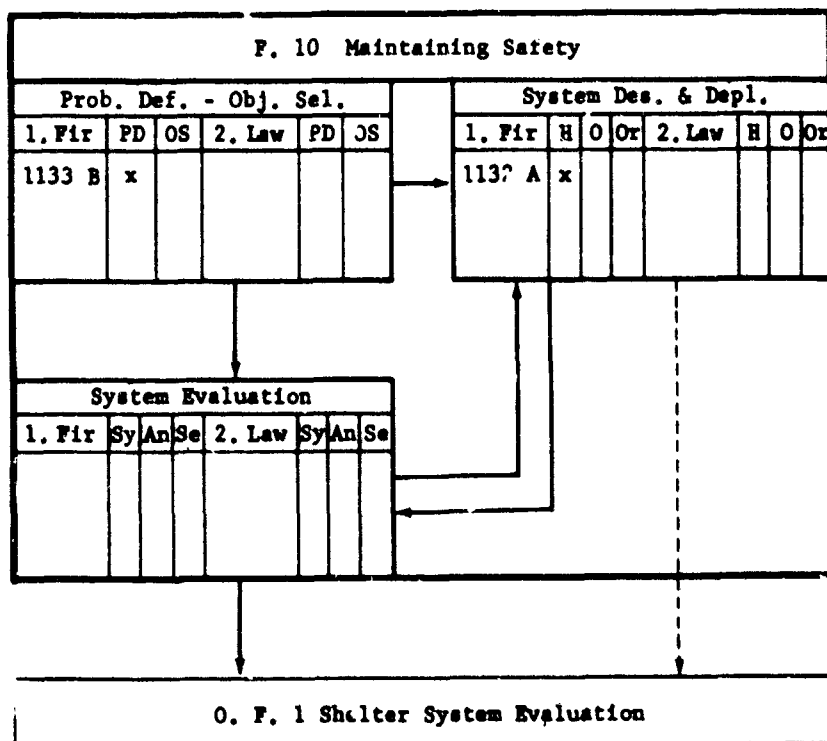 F. 10 Maintaining Safety
Prob. Def. - Obj. Sel.
1. Fir PD OS 2. Law PD OS
1133 B x
System Des. & Depl.
1. Fir H O Or 2. Law H O Or
A x
System Evaluation
1. Fir Sy An Se 2. Law Sy An Se
O. F. 1 Shelter System Evaluation